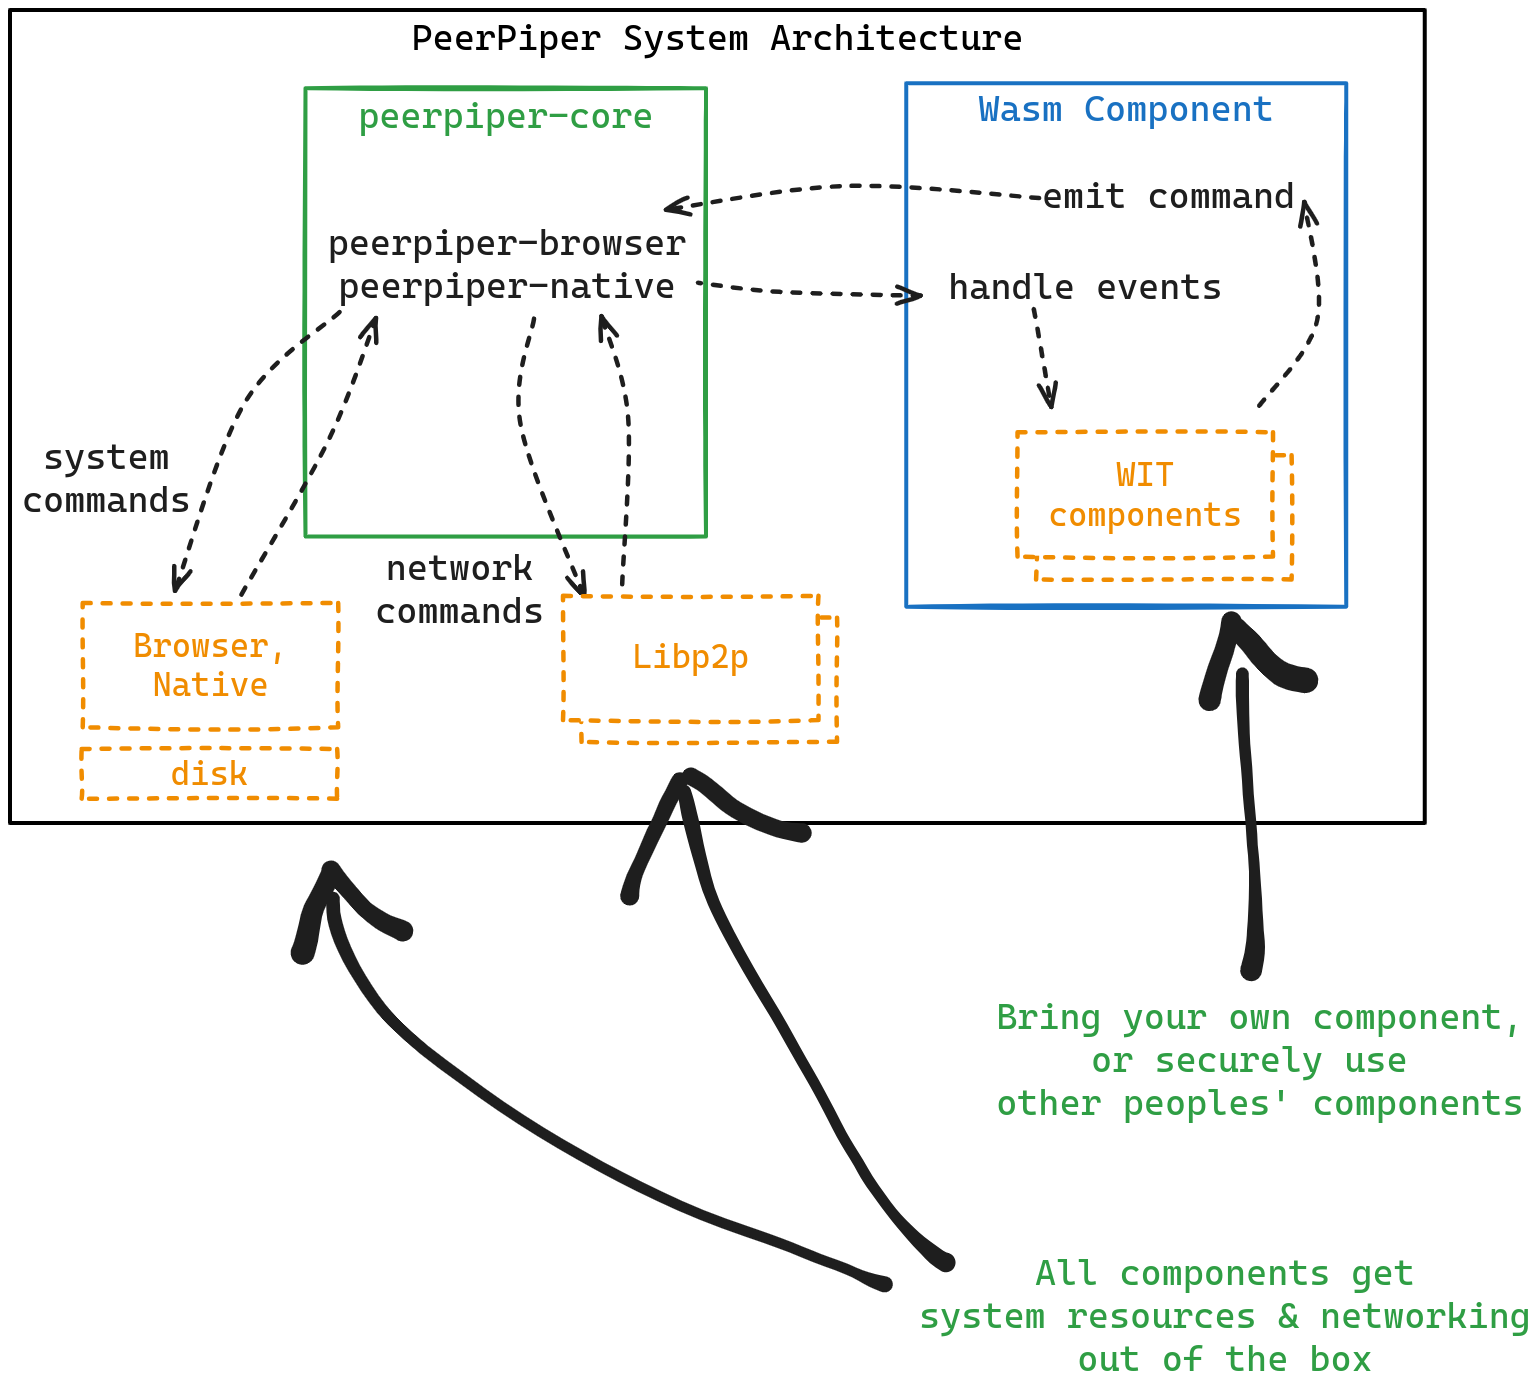 PeerPiper System Architecture
peerpiper-core
peerpiper-browser
peerpiper-native
Wasm Component
emit command
handle events
WIT
components
system
commands
network
commands
Browser,
Native
disk
Libp2p
Bring your own component,
or securely use
other peoples' components
All components get
system resources & networking
out of the box